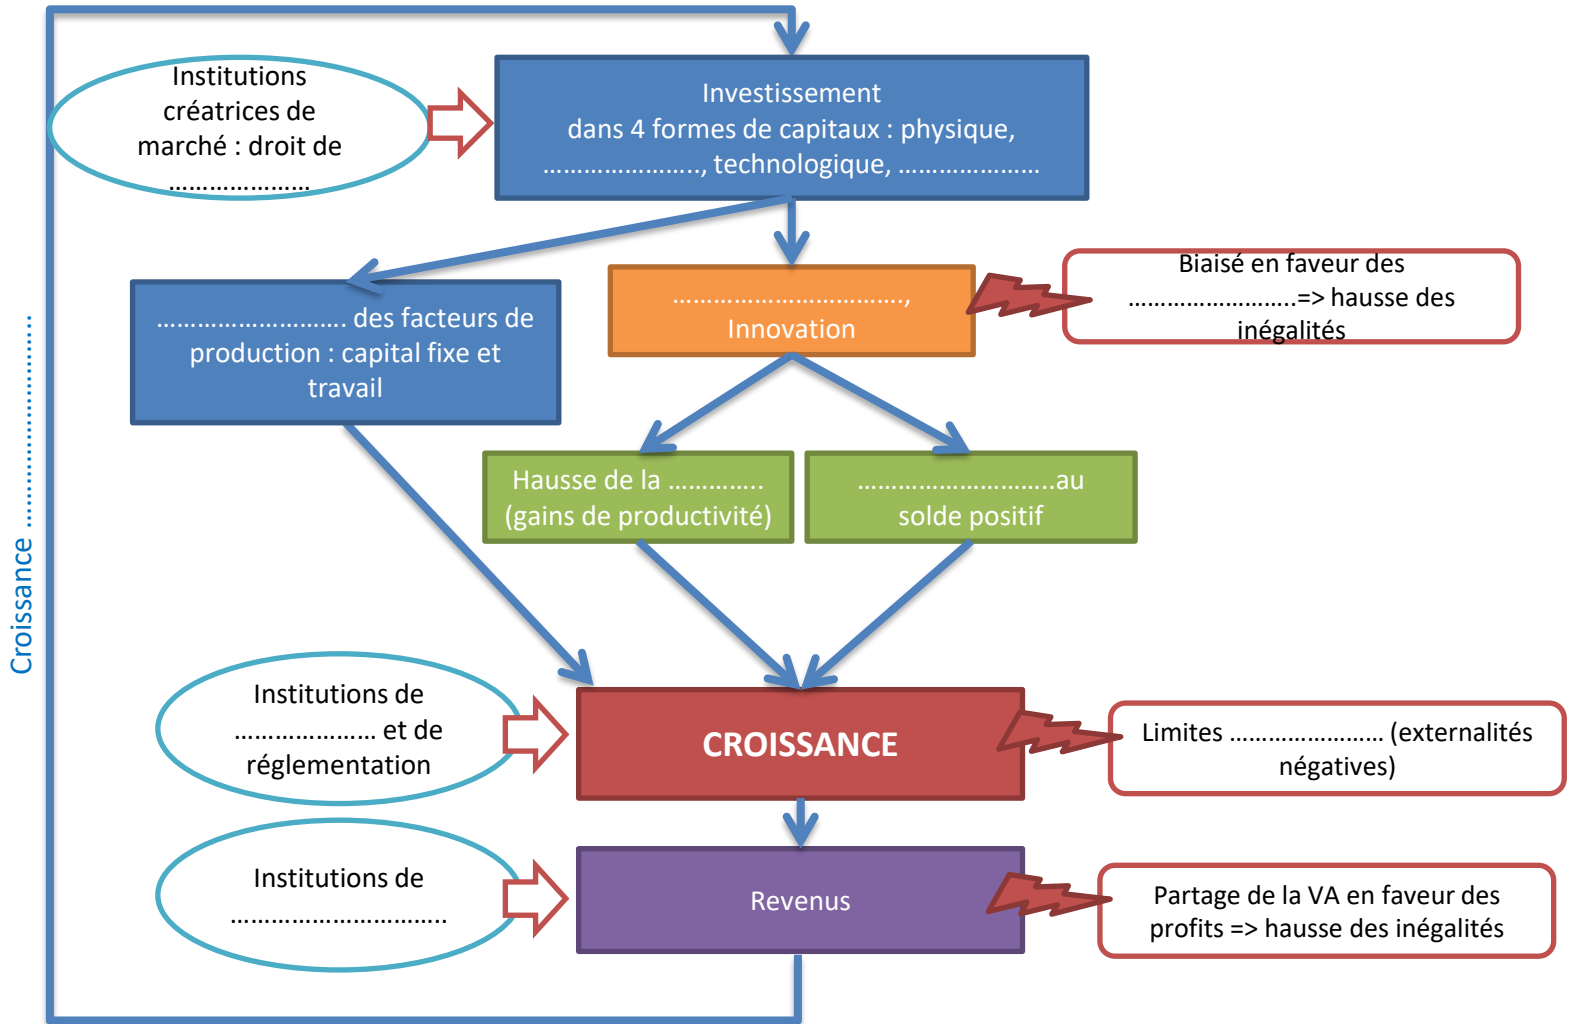 Institutions
créatrices de
marché : droit de
…………………
Investissement
dans 4 formes de capitaux : physique,
………………….., technologique, …………………
………………………. des facteurs de
production : capital fixe et
travail
…………………………….,
Innovation
Biaisé en faveur des
…………………….=> hausse des
inégalités
Hausse de la …………..
(gains de productivité)
………………………..au
solde positif
Croissance …………………………
Institutions de
………………… et de
réglementation
CROISSANCE
Limites ………………….. (externalités
négatives)
Institutions de
…………………………..
Revenus
Partage de la VA en faveur des
profits => hausse des inégalités